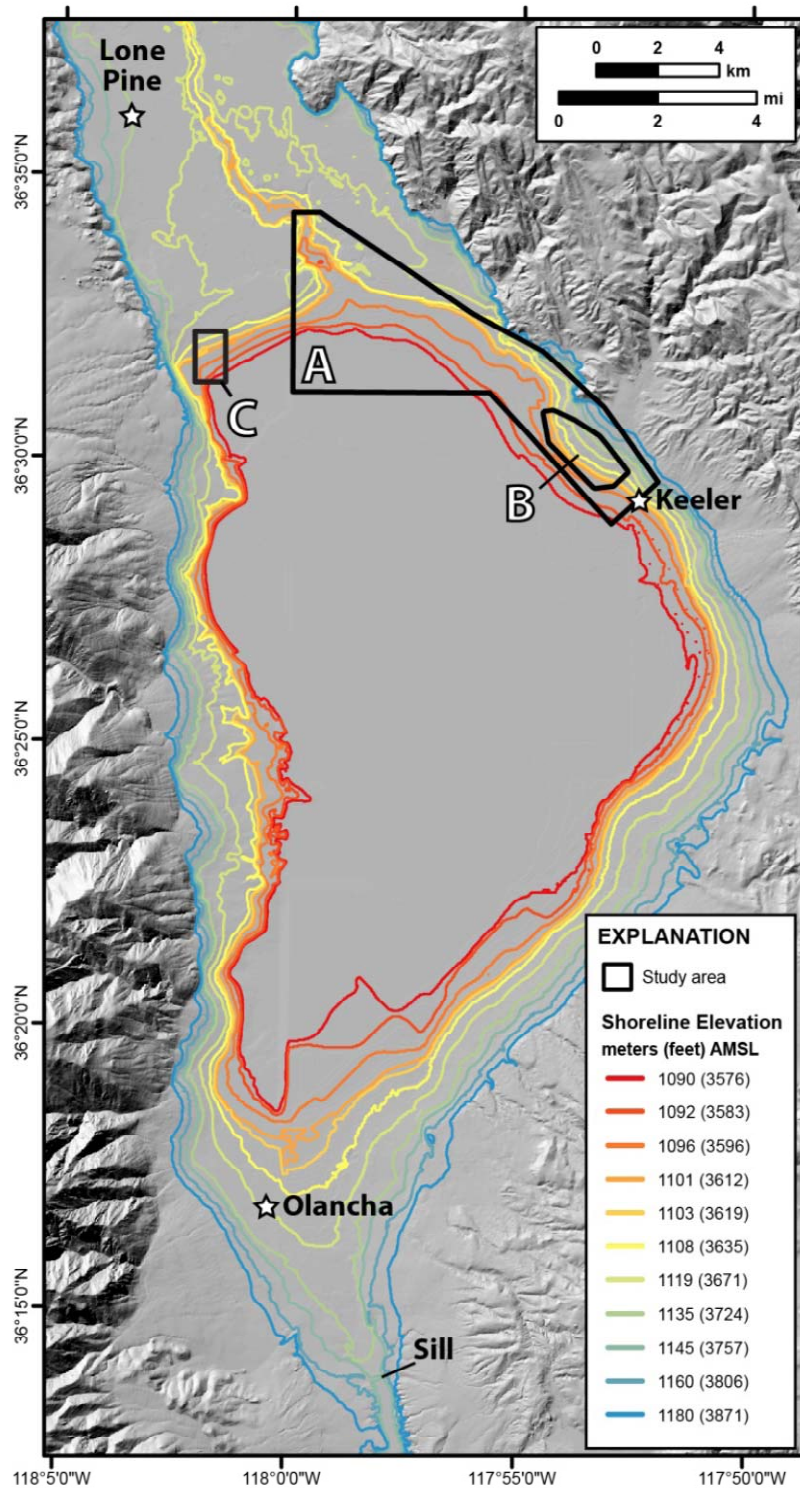 Lone
Pine
0 2 4
km
mi
0 2 4
36°35'0"N
A
C
36°30'0"N
B
Keeler
36°25'0"N
EXPLANATION
Study area
Shoreline Elevation
meters (feet) AMSL
1090 (3576)
1092 (3583)
1096 (3596)
1101 (3612)
1103 (3619)
1108 (3635)
1119 (3671)
1135 (3724)
1145 (3757)
1160 (3806)
1180 (3871)
36°20'0"N
Olancha
36°15'0"N
Sill
118°5'0"W 118°0'0"W 117°55'0"W 117°50'0"W